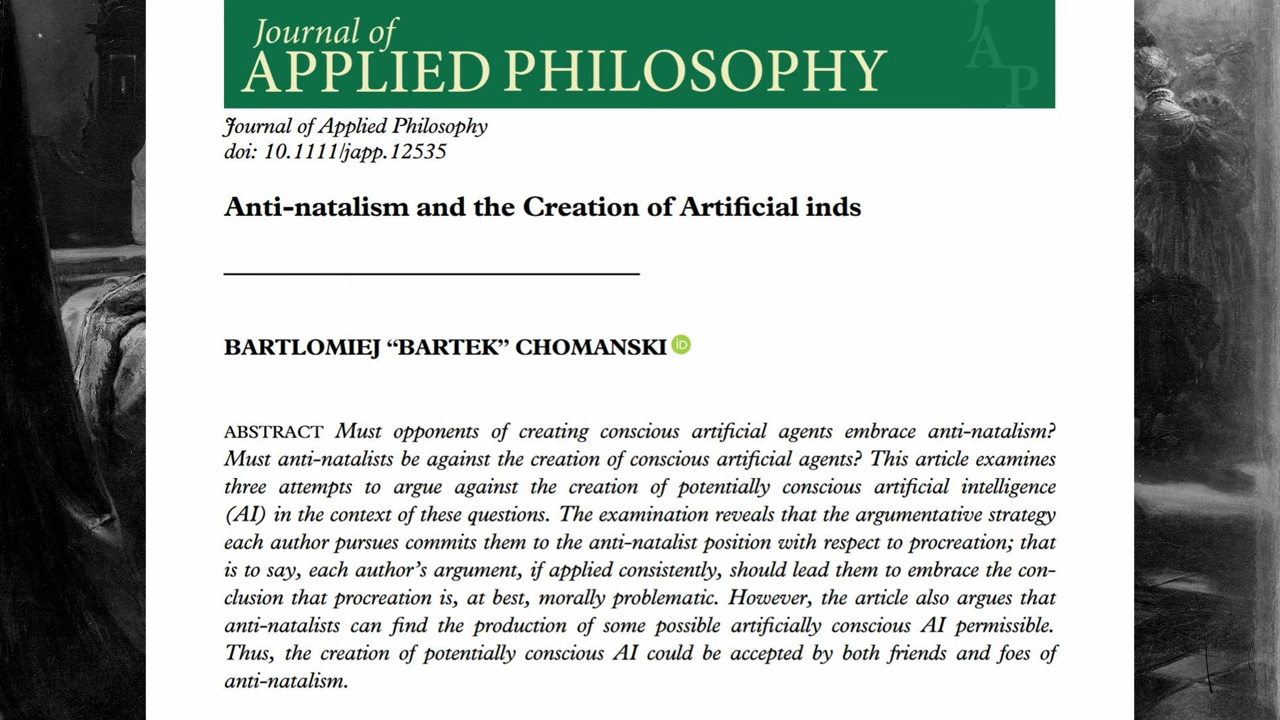 Journal of
APPLIED PHILOSOPHY
JAP
Journal of Applied Philosophy
doi: 10.1111/japp.12535
Anti-natalism and the Creation of Artificial inds
BARTLOMIEJ “BARTEK” CHOMANSKI iD
ABSTRACT Must opponents of creating conscious artificial agents embrace anti-natalism?
Must anti-natalists be against the creation of conscious artificial agents? This article examines
three attempts to argue against the creation of potentially conscious artificial intelligence
(AI) in the context of these questions. The examination reveals that the argumentative strategy
each author pursues commits them to the anti-natalist position with respect to procreation; that
is to say, each author’s argument, if applied consistently, should lead them to embrace the con-
clusion that procreation is, at best, morally problematic. However, the article also argues that
anti-natalists can find the production of some possible artificially conscious AI permissible.
Thus, the creation of potentially conscious AI could be accepted by both friends and foes of
anti-natalism.